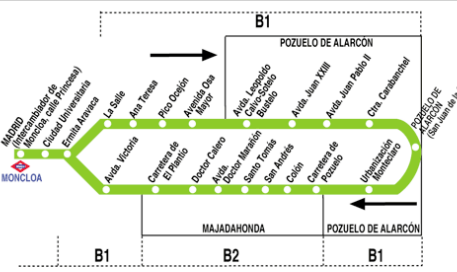 B1
POZUELO DE ALARCÓN
MADRID
(Intercambiador de
Moncloa, calle Princesa)
Ciudad Universitaria
Ermita Aravaca
La Salle
Ana Teresa
Pico Ocejón
Avenida Osa
Mayor
Avda. Leopoldo
Calvo-Sotelo
Bustelo
Avda. Juan XXIII
Avda. Juan Pablo II
Ctra. Carabanchel
POZUELO DE
ALARCÓN
(San Juan de la
MONCLOA
Avda. Victoria
Carretera de
El Plantío
Doctor Calero
Avda.
Doctor Marañón
Santo Tomás
San Andrés
Colón
Carretera de
Pozuelo
Urbanización
Monteclaro
MAJADAHONDA
POZUELO DE ALARCÓN
B1
B2
B1